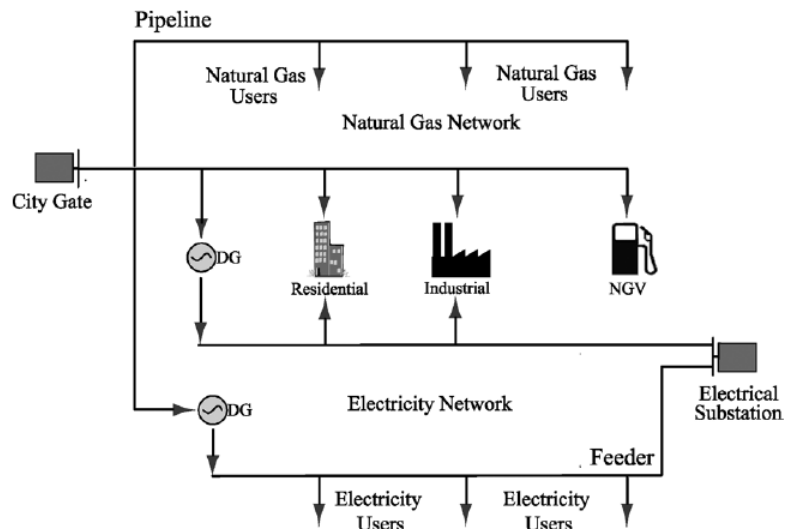 Pipeline
Natural Gas
Users
Natural Gas
Users
Natural Gas Network
City Gate
DG
Residential
Industrial
NGV
Electrical
Substation
DG
Electricity Network
Feeder
Electricity
Users
Electricity
Users